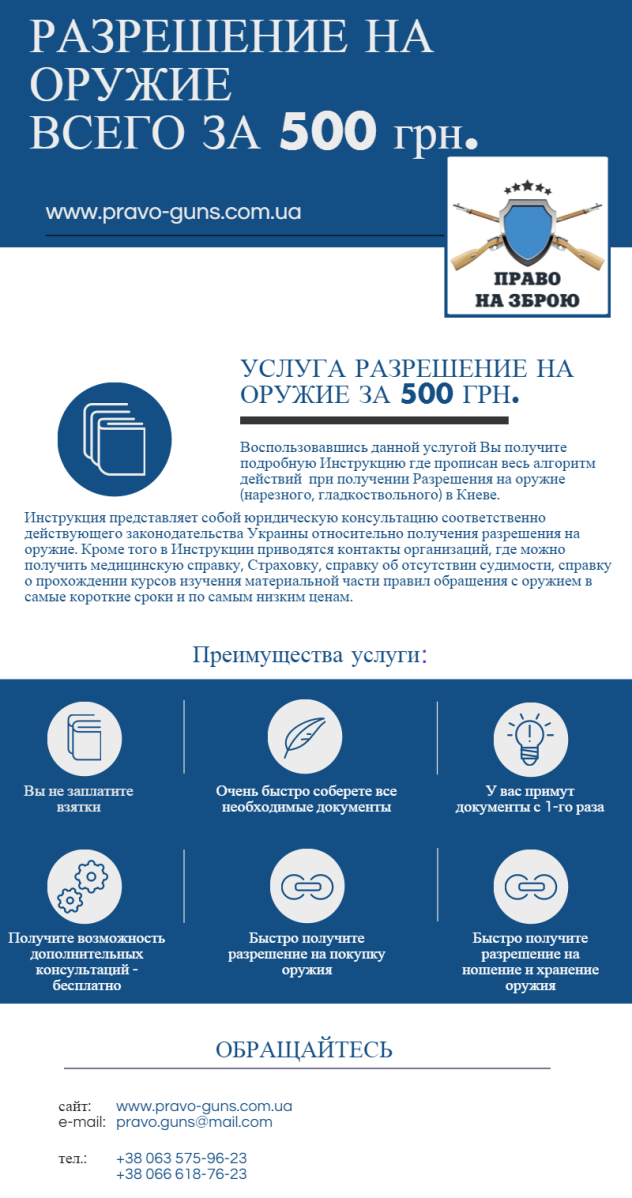 РАЗРЕШЕНИЕ НА
ОРУЖИЕ
ВСЕГО ЗА 500 грн.
www.pravo-guns.com.ua
ПРАВО
НА ЗБРОЮ
УСЛУГА РАЗРЕШЕНИЕ НА
ОРУЖИЕ ЗА 500 ГРН.
Воспользовавшись данной услугой Вы получите
подробную Инструкцию где прописан весь алгоритм
действий при получении Разрешения на оружие
(нарезного, гладкоствольного) в Киеве.
Инструкция представляет собой юридическую консультацию соответственно
действующего законодательства Украины относительно получения разрешения на
оружие. Кроме того в Инструкции приводятся контакты организаций, где можно
получить медицинскую справку, Страховку, справку об отсутствии судимости, справку
о прохождении курсов изучения материальной части правил обращения с оружием в
самые короткие сроки и по самым низким ценам.
Преимущества услуги:
Вы не заплатите
взятки
Очень быстро соберете все
необходимые документы
У вас примут
документы с 1-го раза
Получите возможность
дополнительных
консультаций -
бесплатно
Быстро получите
разрешение на покупку
оружия
Быстро получите
разрешение на
ношение и хранение
оружия
ОБРАЩАЙТЕСЬ
сайт: www.pravo-guns.com.ua
e-mail: pravo.guns@mail.com
тел.: +38 063 575-96-23
+38 066 618-76-23